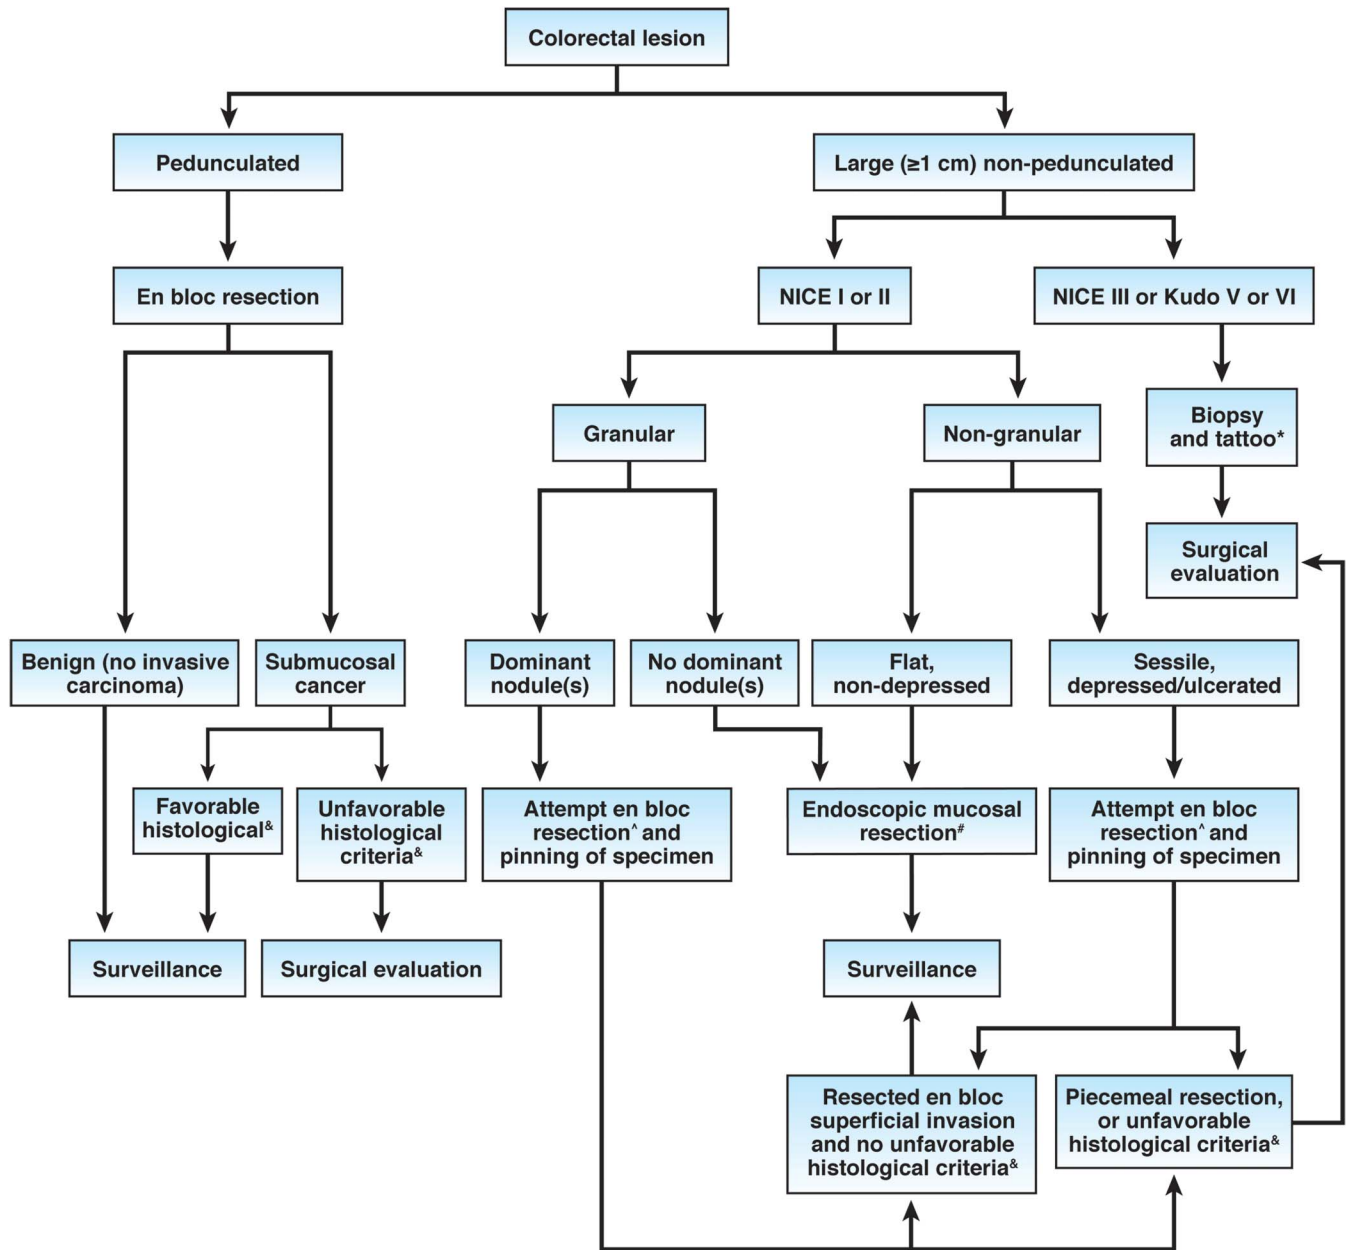 Colorectal lesion
Pedunculated
Large (≥1 cm) non-pedunculated
En bloc resection
NICE I or II
NICE III or Kudo V or VI
Granular
Non-granular
Biopsy
and tattoo*
Surgical
evaluation
Benign (no invasive
carcinoma)
Submucosal
cancer
Dominant
nodule(s)
No dominant
nodule(s)
Flat,
non-depressed
Sessile,
depressed/ulcerated
Favorable
histological&
Unfavorable
histological
criteria&
Attempt en bloc
resection^ and
pinning of specimen
Endoscopic mucosal
resection#
Attempt en bloc
resection^ and
pinning of specimen
Surveillance
Surgical evaluation
Surveillance
Resected en bloc
superficial invasion
and no unfavorable
histological criteria&
Piecemeal resection,
or unfavorable
histological criteria&